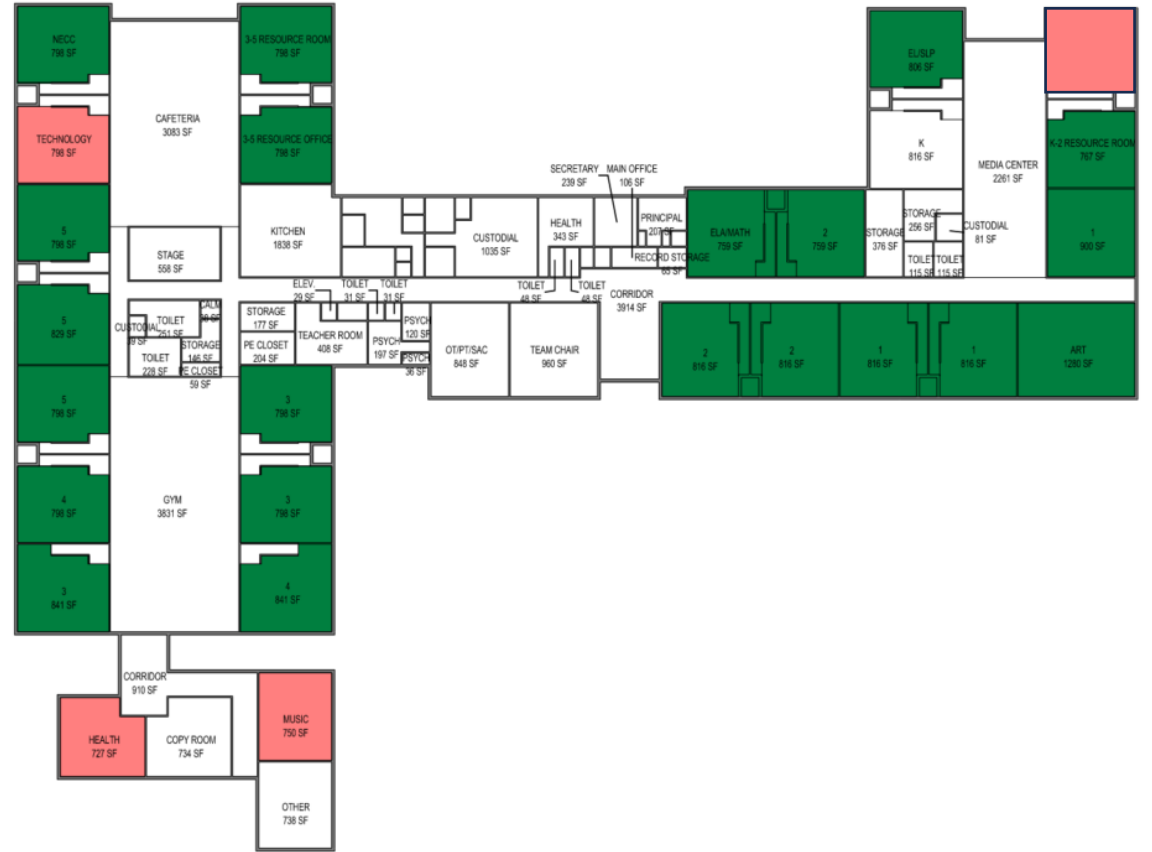 NECC
798 SF
3-5 RESOURCE ROOM
798 SF
EL/SLP
806 SF
CAFETERIA
3083 SF
TECHNOLOGY
798 SF
3-5 RESOURCE OFFICE
798 SF
K
816 SF
MEDIA CENTER
2261 SF
K-2 RESOURCE ROOM
767 SF
SECRETARY
239 SF
MAIN OFFICE
106 SF
5
798 SF
STAGE
558 SF
KITCHEN
1838 SF
CUSTODIAL
1035 SF
HEALTH
343 SF
PRINCIPAL
207 SF
RECORD STORAGE
65 SF
ELA/MATH
759 SF
2
759 SF
STORAGE
376 SF
STORAGE
256 SF
CUSTODIAL
81 SF
TOILET
115 SF
TOILET
115 SF
1
900 SF
ELEV.
29 SF
TOILET
31 SF
TOILET
31 SF
TOILET
48 SF
TOILET
48 SF
CORRIDOR
3914 SF
5
829 SF
CALM
CUSTODIAL
TOILET
251 SF
TOILET
228 SF
STORAGE
146 SF
PE CLOSET
59 SF
STORAGE
177 SF
PE CLOSET
204 SF
TEACHER ROOM
408 SF
PSYCH
197 SF
PSYCH
120 SF
PSYCH
36 SF
OT/PT/SAC
848 SF
TEAM CHAIR
960 SF
2
816 SF
2
816 SF
1
816 SF
1
816 SF
ART
1280 SF
5
798 SF
3
798 SF
4
798 SF
GYM
3831 SF
3
798 SF
3
841 SF
4
841 SF
CORRIDOR
910 SF
HEALTH
727 SF
COPY ROOM
734 SF
MUSIC
750 SF
OTHER
738 SF